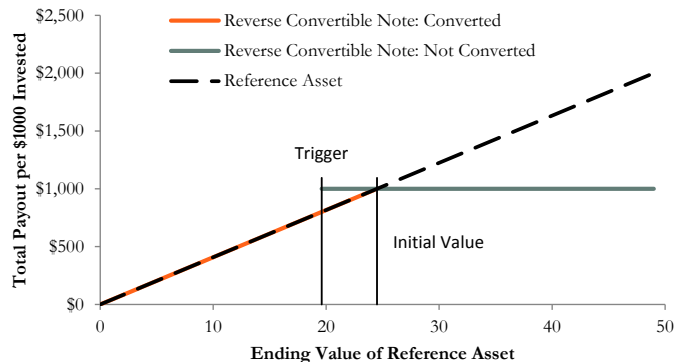 $2,500
Reverse Convertible Note: Converted
Reverse Convertible Note: Not Converted
$2,000
Reference Asset
$1,500
Trigger
$1,000
Initial Value
$500
$0
0 10 20 30 40 50
Total Payout per $1000 Invested
Ending Value of Reference Asset